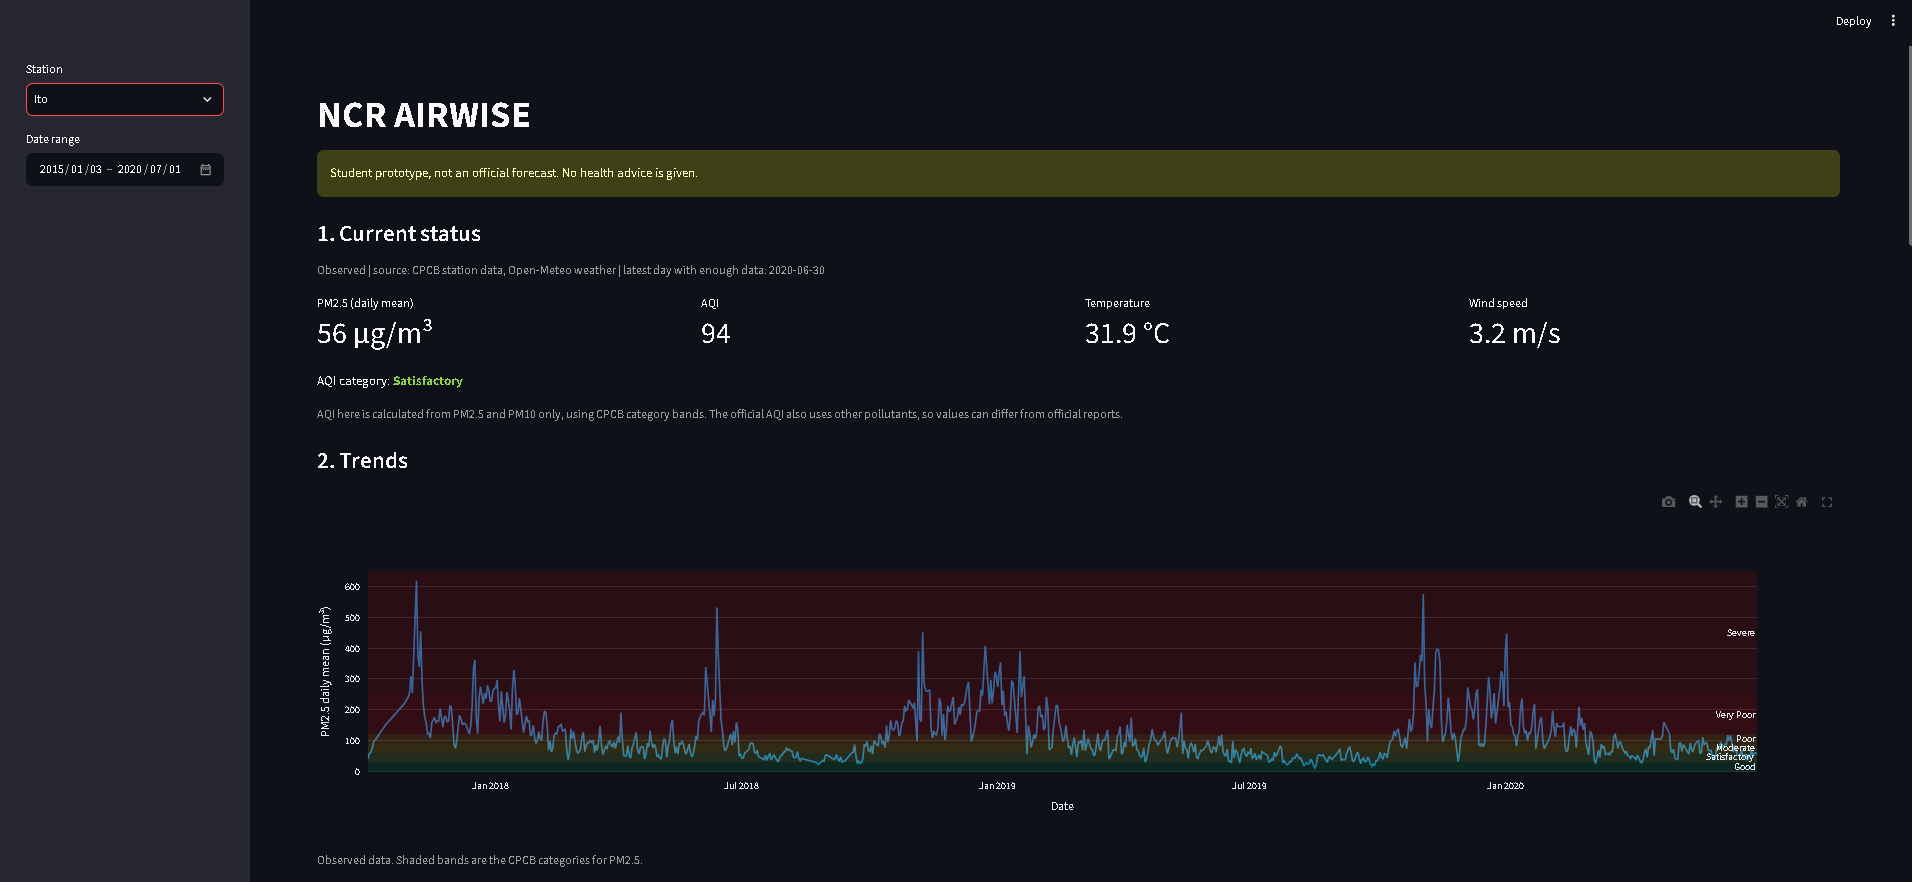 Deploy
Station
Ito
Date range
2015/01/03 – 2020/07/01
NCR AIRWISE
Student prototype, not an official forecast. No health advice is given.
1. Current status
Observed | source: CPCB station data, Open-Meteo weather | latest day with enough data: 2020-06-30
PM2.5 (daily mean)
56 µg/m³
AQI
94
Temperature
31.9 °C
Wind speed
3.2 m/s
AQI category: Satisfactory
AQI here is calculated from PM2.5 and PM10 only, using CPCB category bands. The official AQI also uses other pollutants, so values can differ from official reports.
2. Trends
PM2.5 daily mean (µg/m³)
600
500
400
300
200
100
0
Severe
Very Poor
Poor
Moderate
Satisfactory
Good
Jan 2018
Jul 2018
Jan 2019
Jul 2019
Jan 2020
Date
Observed data. Shaded bands are the CPCB categories for PM2.5.